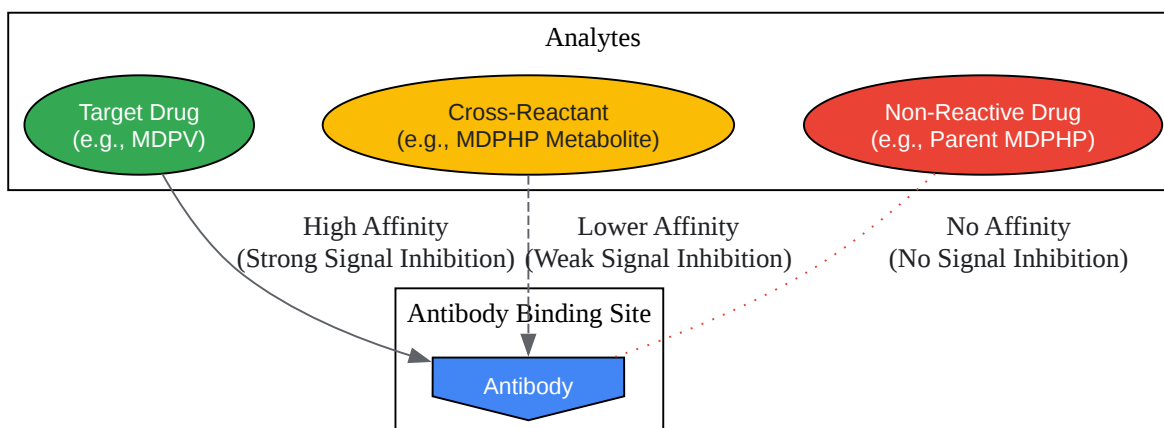 Analytes
Target Drug
(e.g., MDPV)
Cross-Reactant
(e.g., MDPHP Metabolite)
Non-Reactive Drug
(e.g., Parent MDPHP)
High Affinity
(Strong Signal Inhibition)
Lower Affinity
(Weak Signal Inhibition)
No Affinity
(No Signal Inhibition)
Antibody Binding Site
Antibody